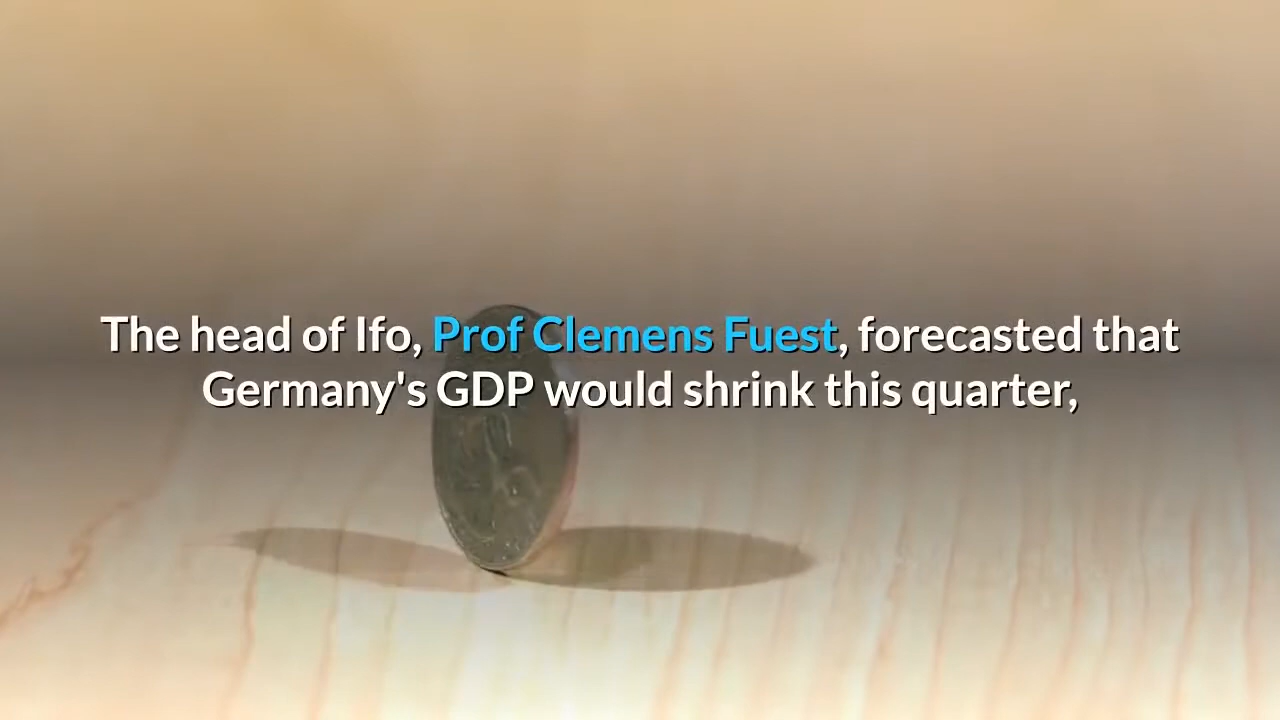 The head of Ifo, Prof Clemens Fuest, forecasted that
Germany's GDP would shrink this quarter,